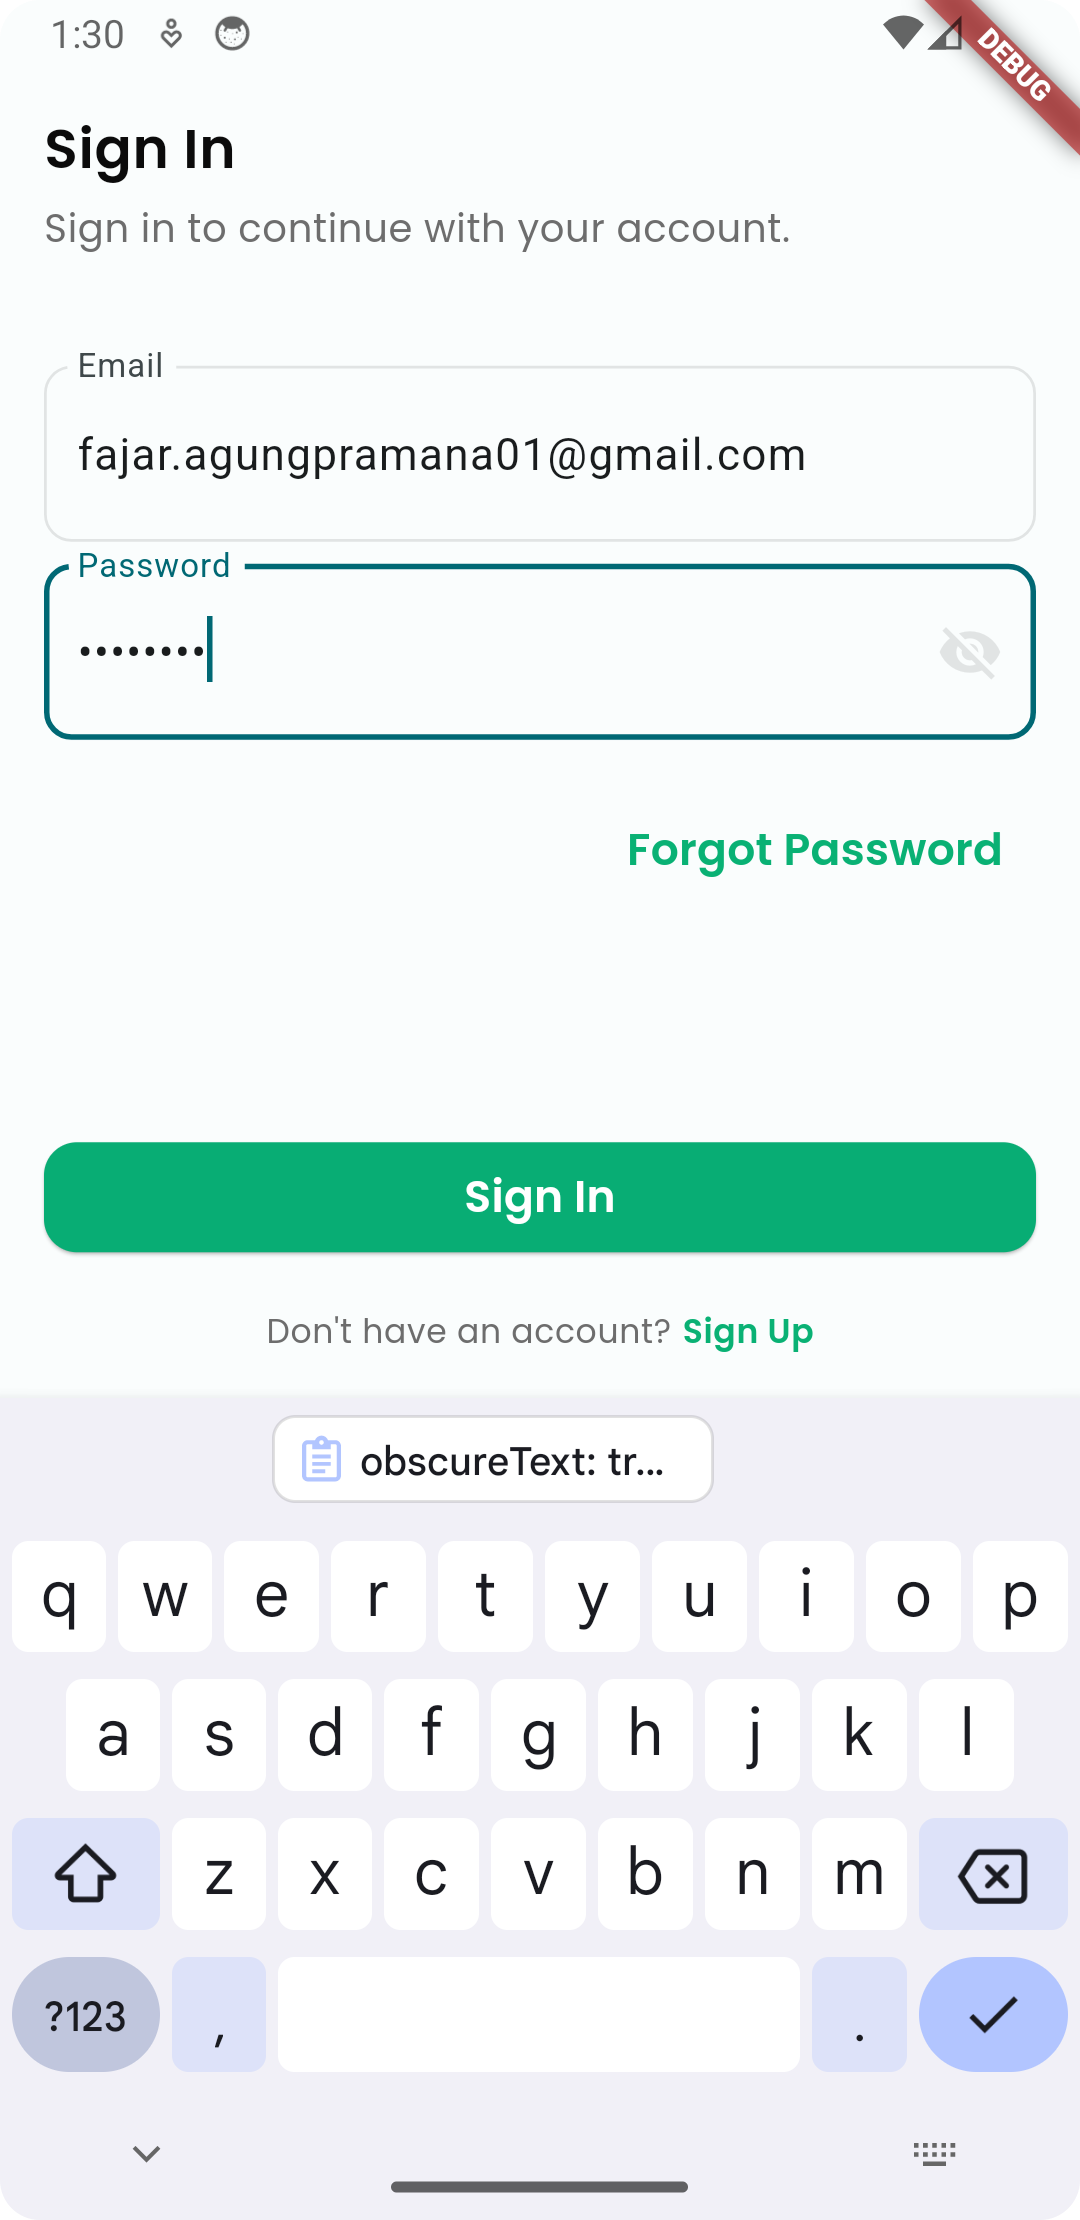 1:30
DEBUG
Sign In
Sign in to continue with your account.
Email
fajar.agungpramana01@gmail.com
Password
••••••••
Forgot Password
Sign In
Don't have an account? Sign Up
obscureText: tr...
q w e r t y u i o p
a s d f g h j k l
z x c v b n m
?123 , .